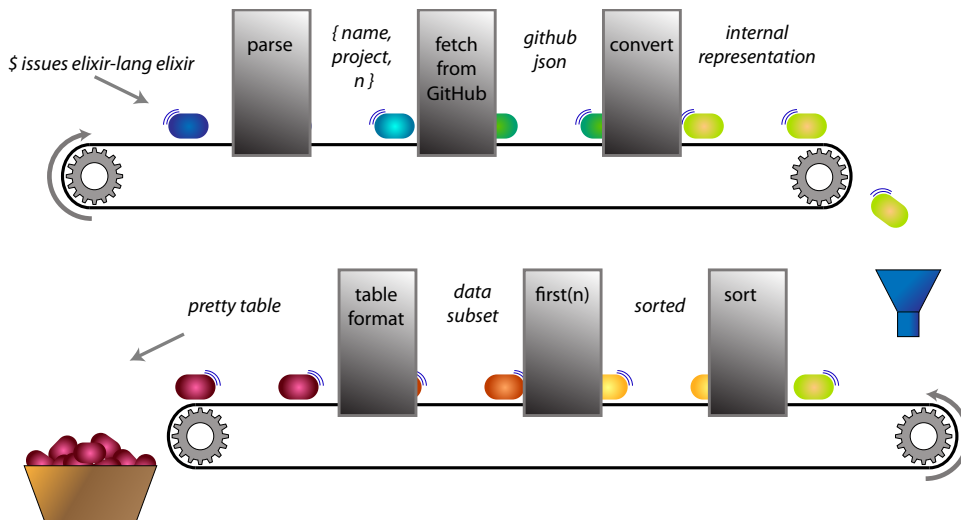 $ issues elixir-lang elixir
parse
{ name,
project,
n }
fetch
from
GitHub
github
json
convert
internal
representation
pretty table
table
format
data
subset
first(n)
sorted
sort